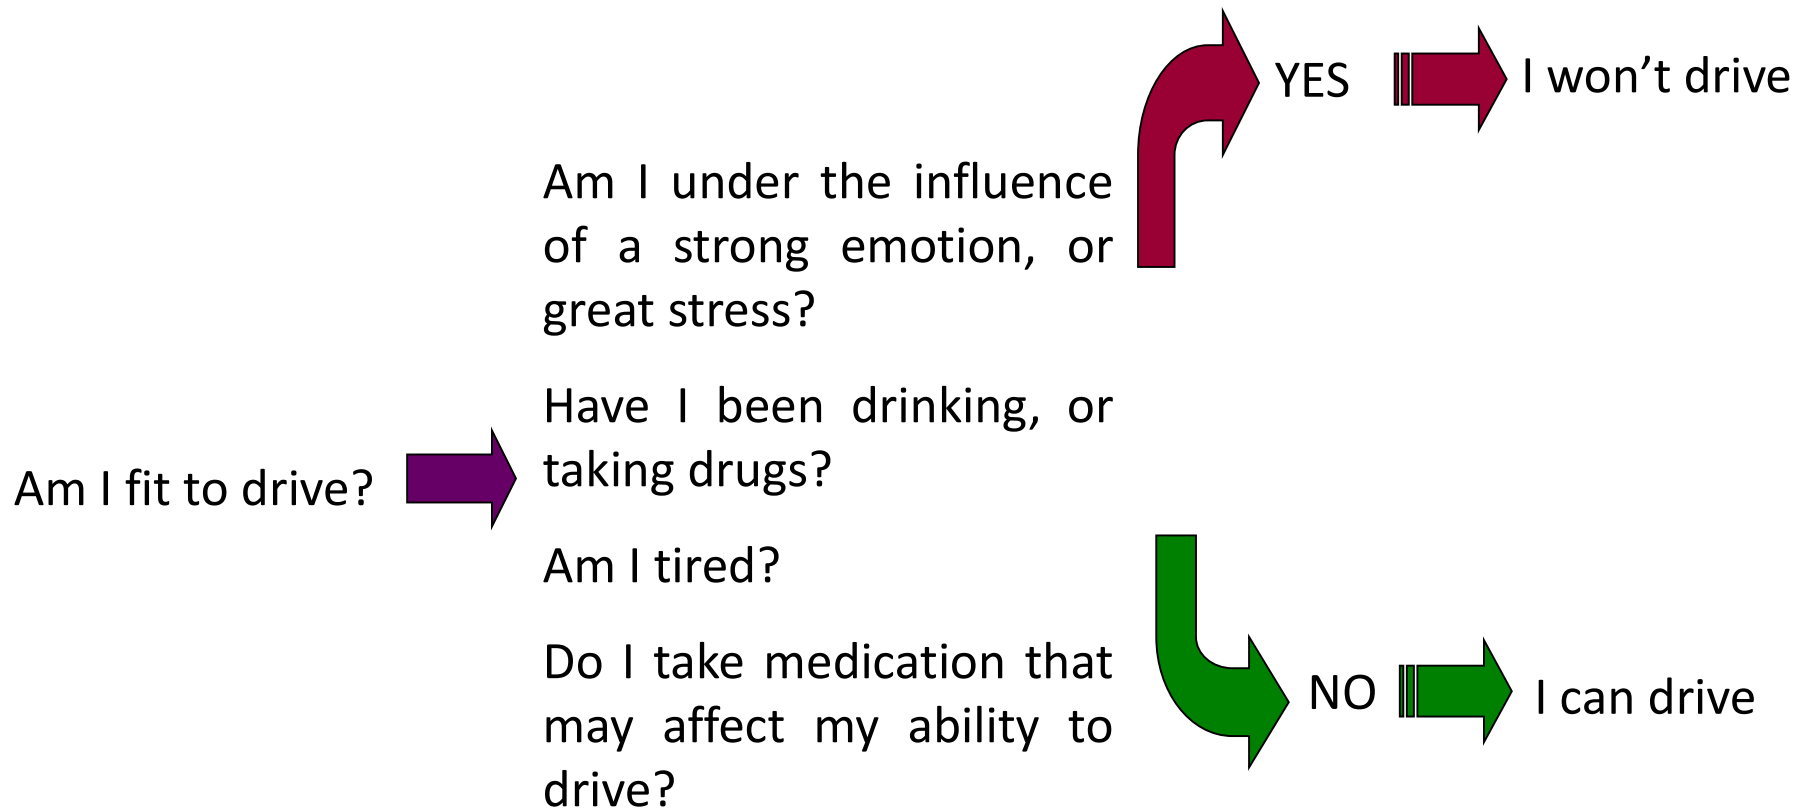 Am I fit to drive?
Am I under the influence
of a strong emotion, or
great stress?
Have I been drinking, or
taking drugs?
Am I tired?
Do I take medication that
may affect my ability to
drive?
YES
I won’t drive
NO
I can drive